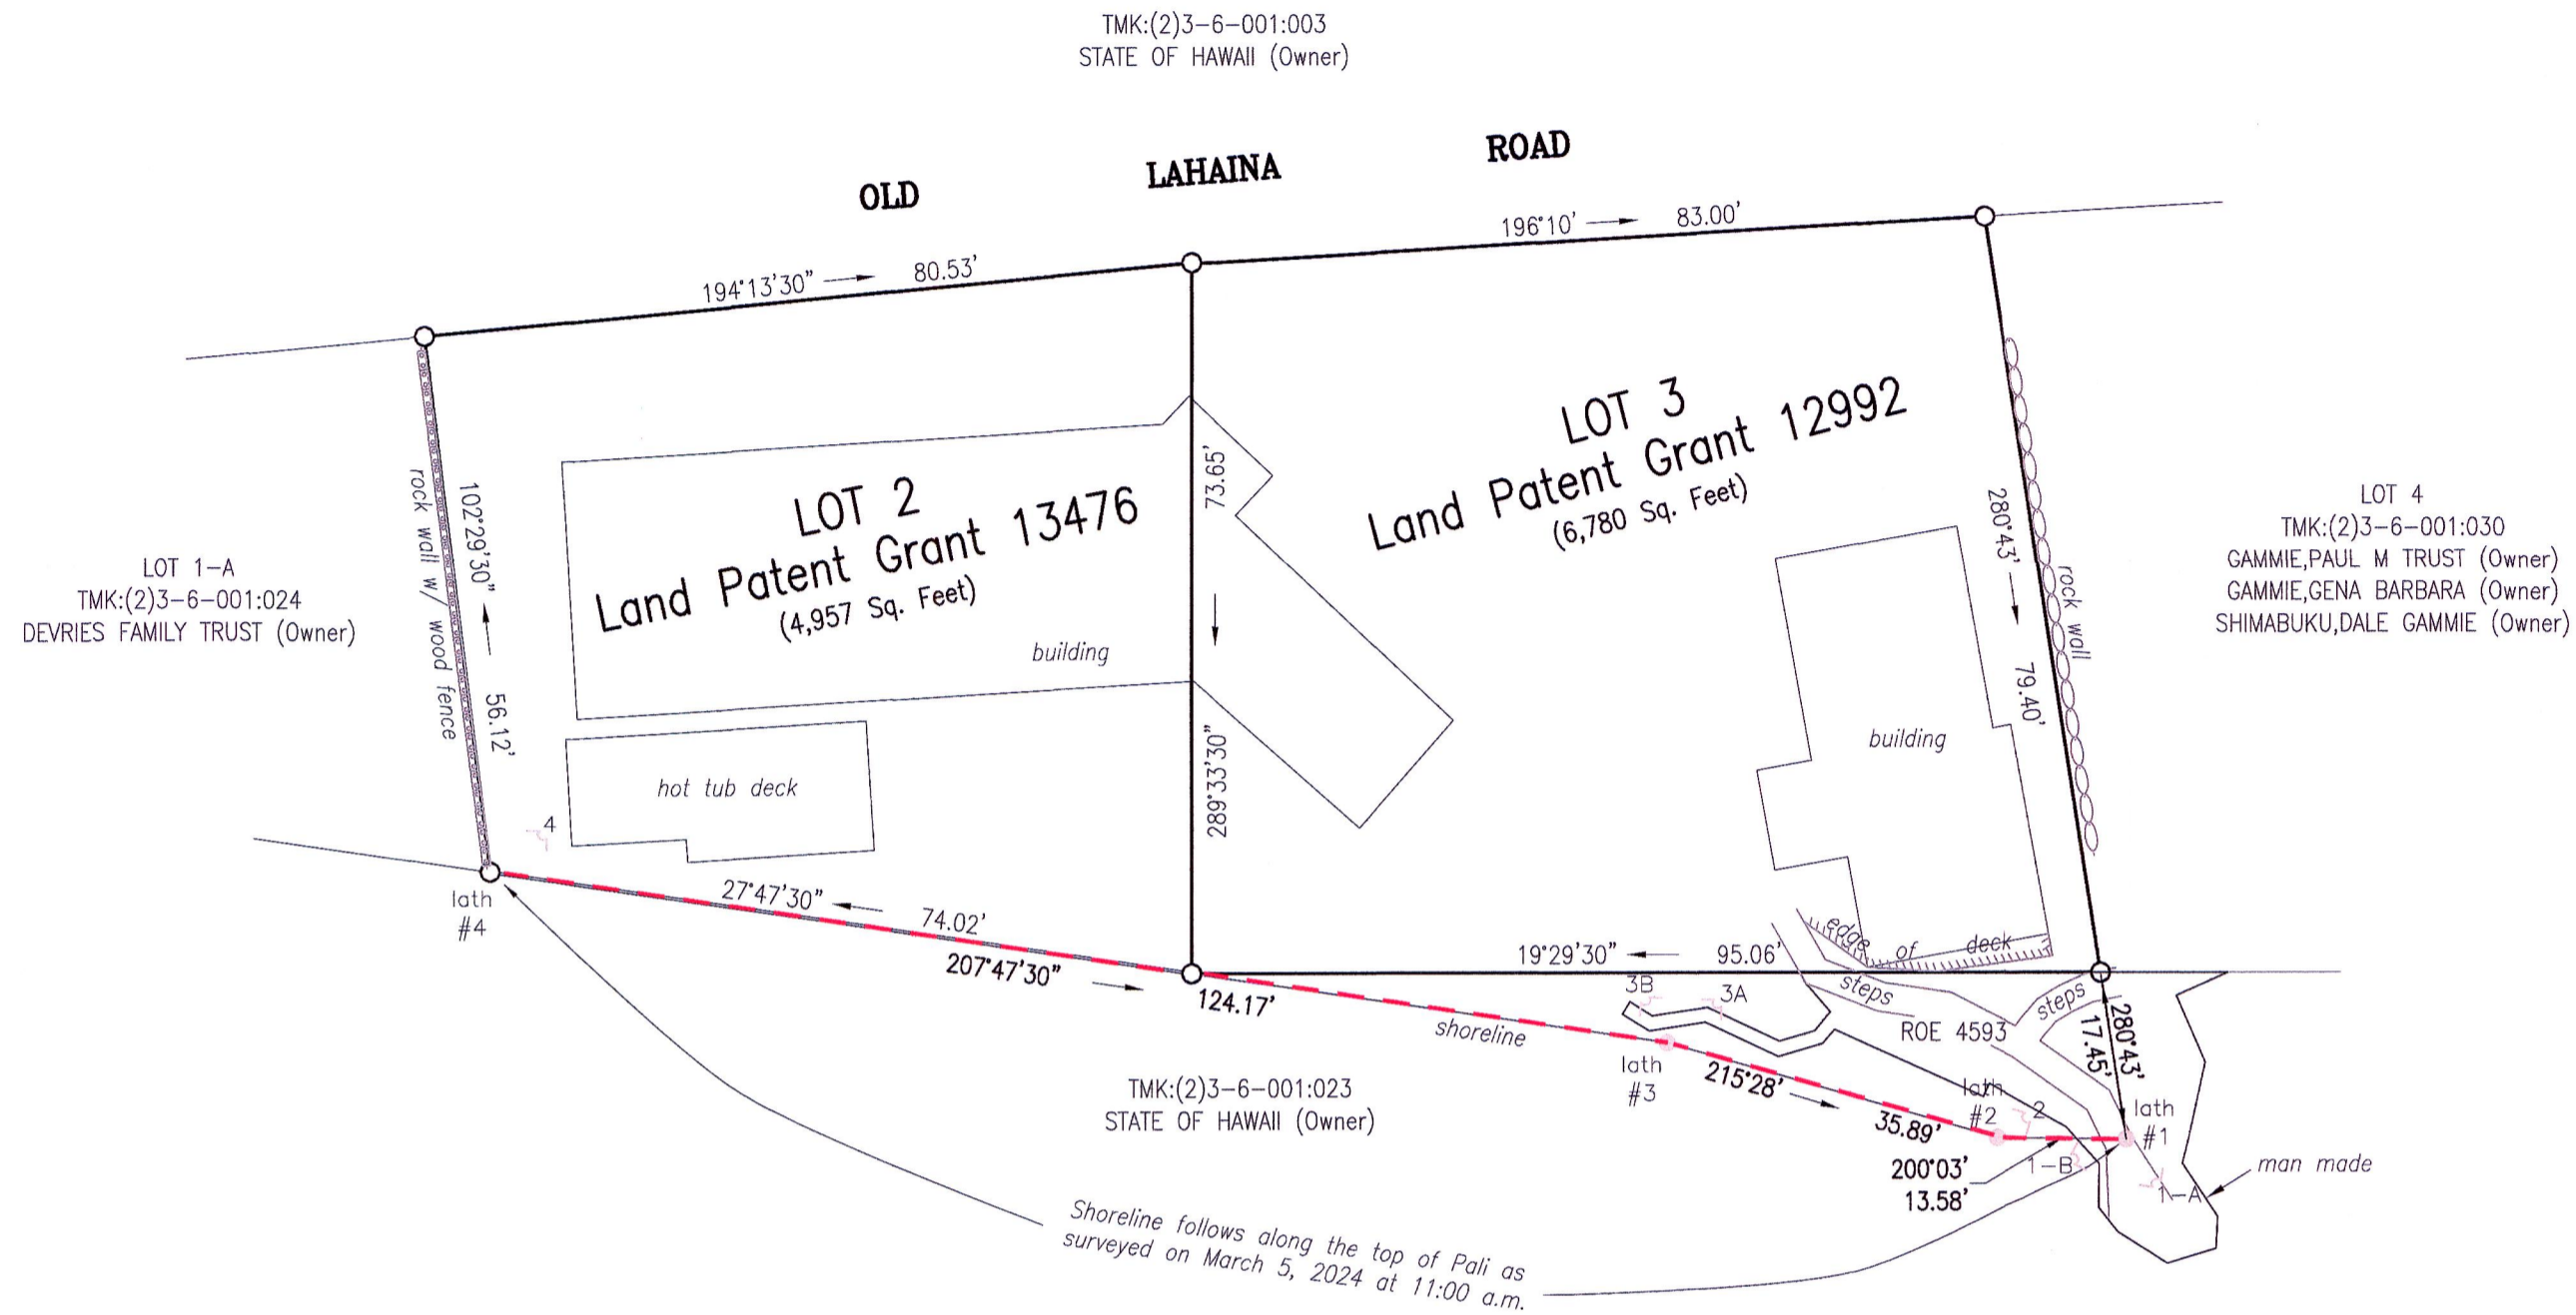 TMK:(2)3-6-001:003
STATE OF HAWAII (Owner)
OLD LAHAINA ROAD
196°10' 83.00'
194°13'30" 80.53'
LOT 3
Land Patent Grant 12992
(6,780 Sq. Feet)
LOT 2
Land Patent Grant 13476
(4,957 Sq. Feet)
building
73.65'
289°33'30"
LOT 1-A
TMK:(2)3-6-001:024
DEVRIES FAMILY TRUST (Owner)
rock wall w/ wood fence
102°29'30" 56.12'
LOT 4
TMK:(2)3-6-001:030
GAMMIE,PAUL M TRUST (Owner)
GAMMIE,GENA BARBARA (Owner)
SHIMABUKU,DALE GAMMIE (Owner)
280°43' 79.40'
rock wall
building
hot tub deck
4
lath
#4
27°47'30" 74.02'
207°47'30"
124.17'
19°29'30" 95.06'
edge of deck
steps
steps
3B
3A
ROE 4593
shoreline
280°43'
17.45'
lath
#3
215°28'
35.89'
lath
#2
2
lath
#1
200°03'
13.58'
1-B
1-A
man made
TMK:(2)3-6-001:023
STATE OF HAWAII (Owner)
Shoreline follows along the top of Pali as
surveyed on March 5, 2024 at 11:00 a.m.